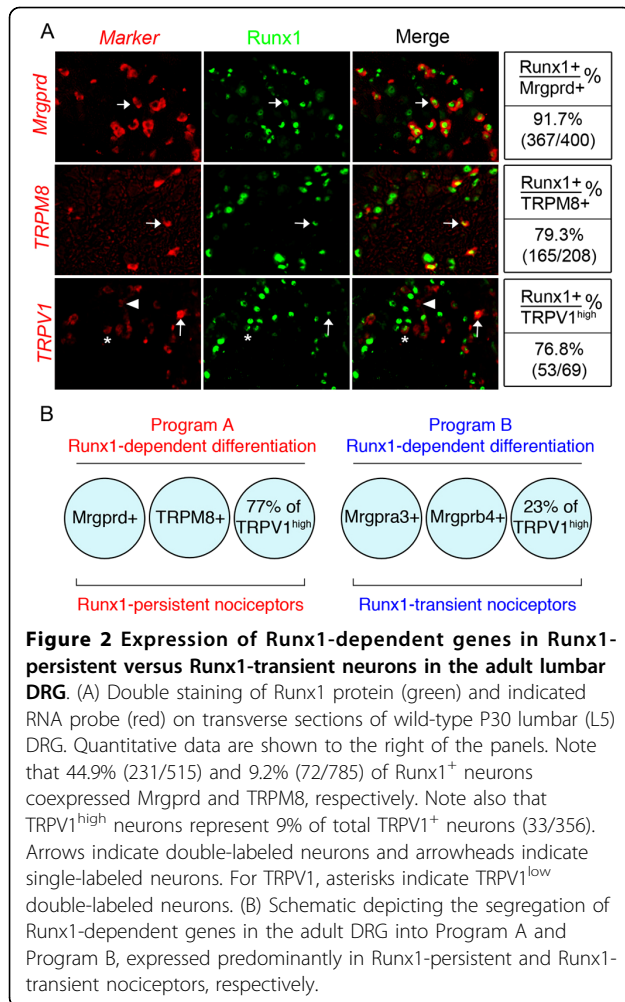 A
Marker
Runx1
Merge
Mrgprd
Runx1+
Mrgprd+
%
91.7%
(367/400)
TRPM8
Runx1+
TRPM8+
%
79.3%
(165/208)
TRPV1
*
*
*
Runx1+
TRPV1high
%
76.8%
(53/69)
B
Program A
Runx1-dependent differentiation
Program B
Runx1-dependent differentiation
Mrgprd+
TRPM8+
77% of
TRPV1high
Mrgpra3+
Mrgprb4+
23% of
TRPV1high
Runx1-persistent nociceptors
Runx1-transient nociceptors
Figure 2 Expression of Runx1-dependent genes in Runx1-
persistent versus Runx1-transient neurons in the adult lumbar
DRG. (A) Double staining of Runx1 protein (green) and indicated
RNA probe (red) on transverse sections of wild-type P30 lumbar (L5)
DRG. Quantitative data are shown to the right of the panels. Note
that 44.9% (231/515) and 9.2% (72/785) of Runx1+ neurons
coexpressed Mrgprd and TRPM8, respectively. Note also that
TRPV1high neurons represent 9% of total TRPV1+ neurons (33/356).
Arrows indicate double-labeled neurons and arrowheads indicate
single-labeled neurons. For TRPV1, asterisks indicate TRPV1low
double-labeled neurons. (B) Schematic depicting the segregation of
Runx1-dependent genes in the adult DRG into Program A and
Program B, expressed predominantly in Runx1-persistent and Runx1-
transient nociceptors, respectively.